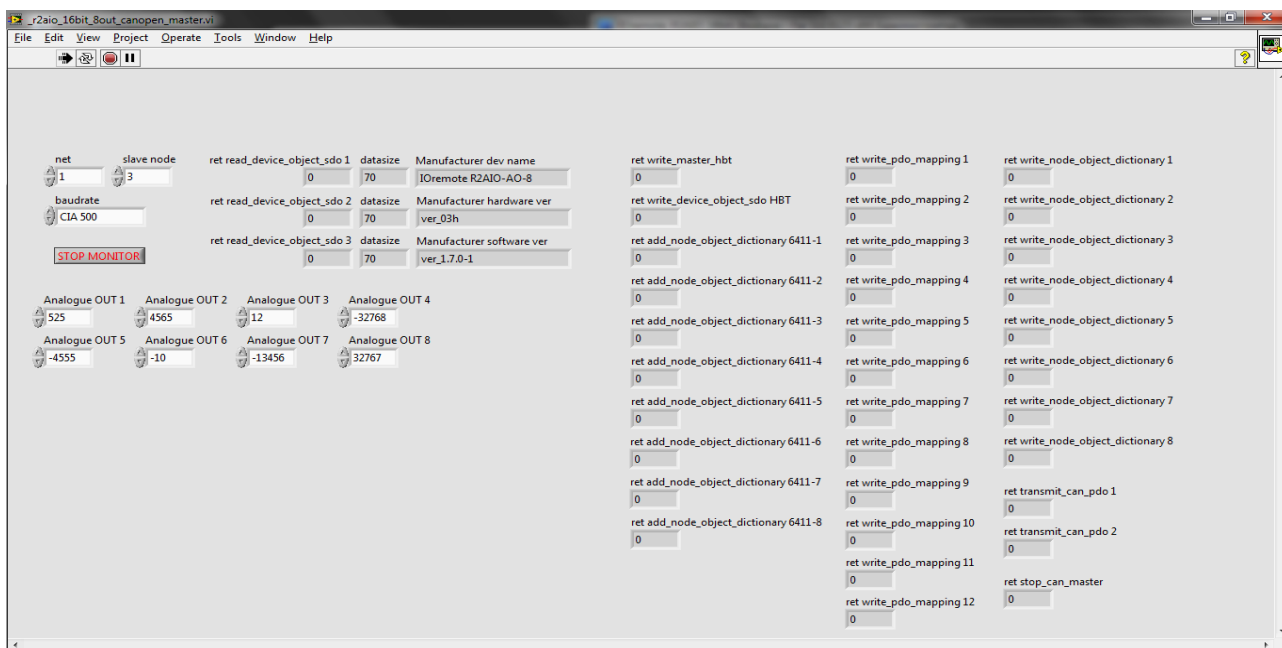 _r2aio_16bit_8out_canopen_master.vi
File Edit View Project Operate Tools Window Help
net slave node
1 3
baudrate
CIA 500
STOP MONITOR
ret read_device_object_sdo 1 datasize Manufacturer dev name
0 70 IOremote R2AIO-AO-8
ret read_device_object_sdo 2 datasize Manufacturer hardware ver
0 70 ver_03h
ret read_device_object_sdo 3 datasize Manufacturer software ver
0 70 ver_1.7.0-1
Analogue OUT 1 Analogue OUT 2 Analogue OUT 3 Analogue OUT 4
525 4565 12 -32768
Analogue OUT 5 Analogue OUT 6 Analogue OUT 7 Analogue OUT 8
-4555 -10 -13456 32767
ret write_master_hbt
0
ret write_device_object_sdo HBT
0
ret add_node_object_dictionary 6411-1
0
ret add_node_object_dictionary 6411-2
0
ret add_node_object_dictionary 6411-3
0
ret add_node_object_dictionary 6411-4
0
ret add_node_object_dictionary 6411-5
0
ret add_node_object_dictionary 6411-6
0
ret add_node_object_dictionary 6411-7
0
ret add_node_object_dictionary 6411-8
0
ret write_pdo_mapping 1
0
ret write_pdo_mapping 2
0
ret write_pdo_mapping 3
0
ret write_pdo_mapping 4
0
ret write_pdo_mapping 5
0
ret write_pdo_mapping 6
0
ret write_pdo_mapping 7
0
ret write_pdo_mapping 8
0
ret write_pdo_mapping 9
0
ret write_pdo_mapping 10
0
ret write_pdo_mapping 11
0
ret write_pdo_mapping 12
0
ret write_node_object_dictionary 1
0
ret write_node_object_dictionary 2
0
ret write_node_object_dictionary 3
0
ret write_node_object_dictionary 4
0
ret write_node_object_dictionary 5
0
ret write_node_object_dictionary 6
0
ret write_node_object_dictionary 7
0
ret write_node_object_dictionary 8
0
ret transmit_can_pdo 1
0
ret transmit_can_pdo 2
0
ret stop_can_master
0